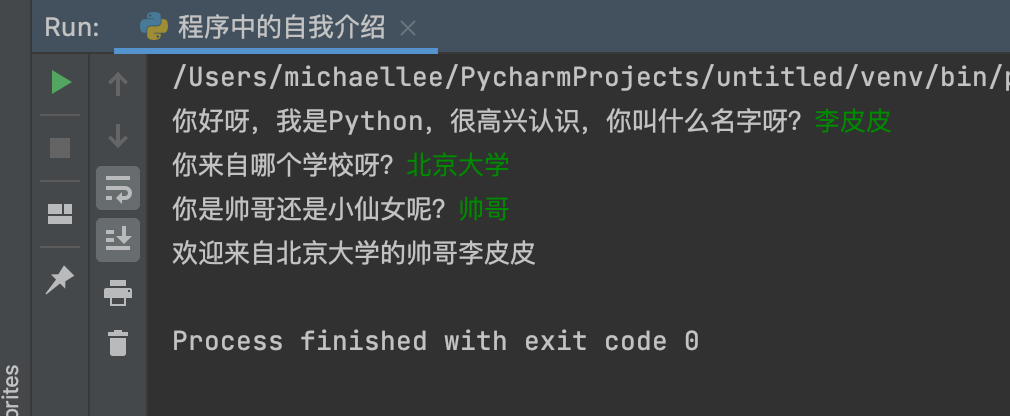 Run: 程序中的自我介绍
/Users/michaellee/PycharmProjects/untitled/venv/bin/
你好呀，我是Python，很高兴认识，你叫什么名字呀？李皮皮
你来自哪个学校呀？北京大学
你是帅哥还是小仙女呢？帅哥
欢迎来自北京大学的帅哥李皮皮
Process finished with exit code 0
orites